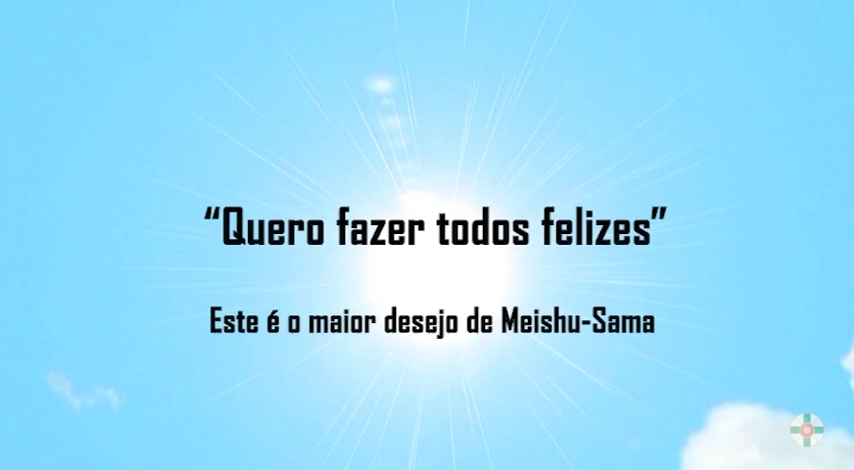 “Quero fazer todos felizes”
Este é o maior desejo de Meishu-Sama